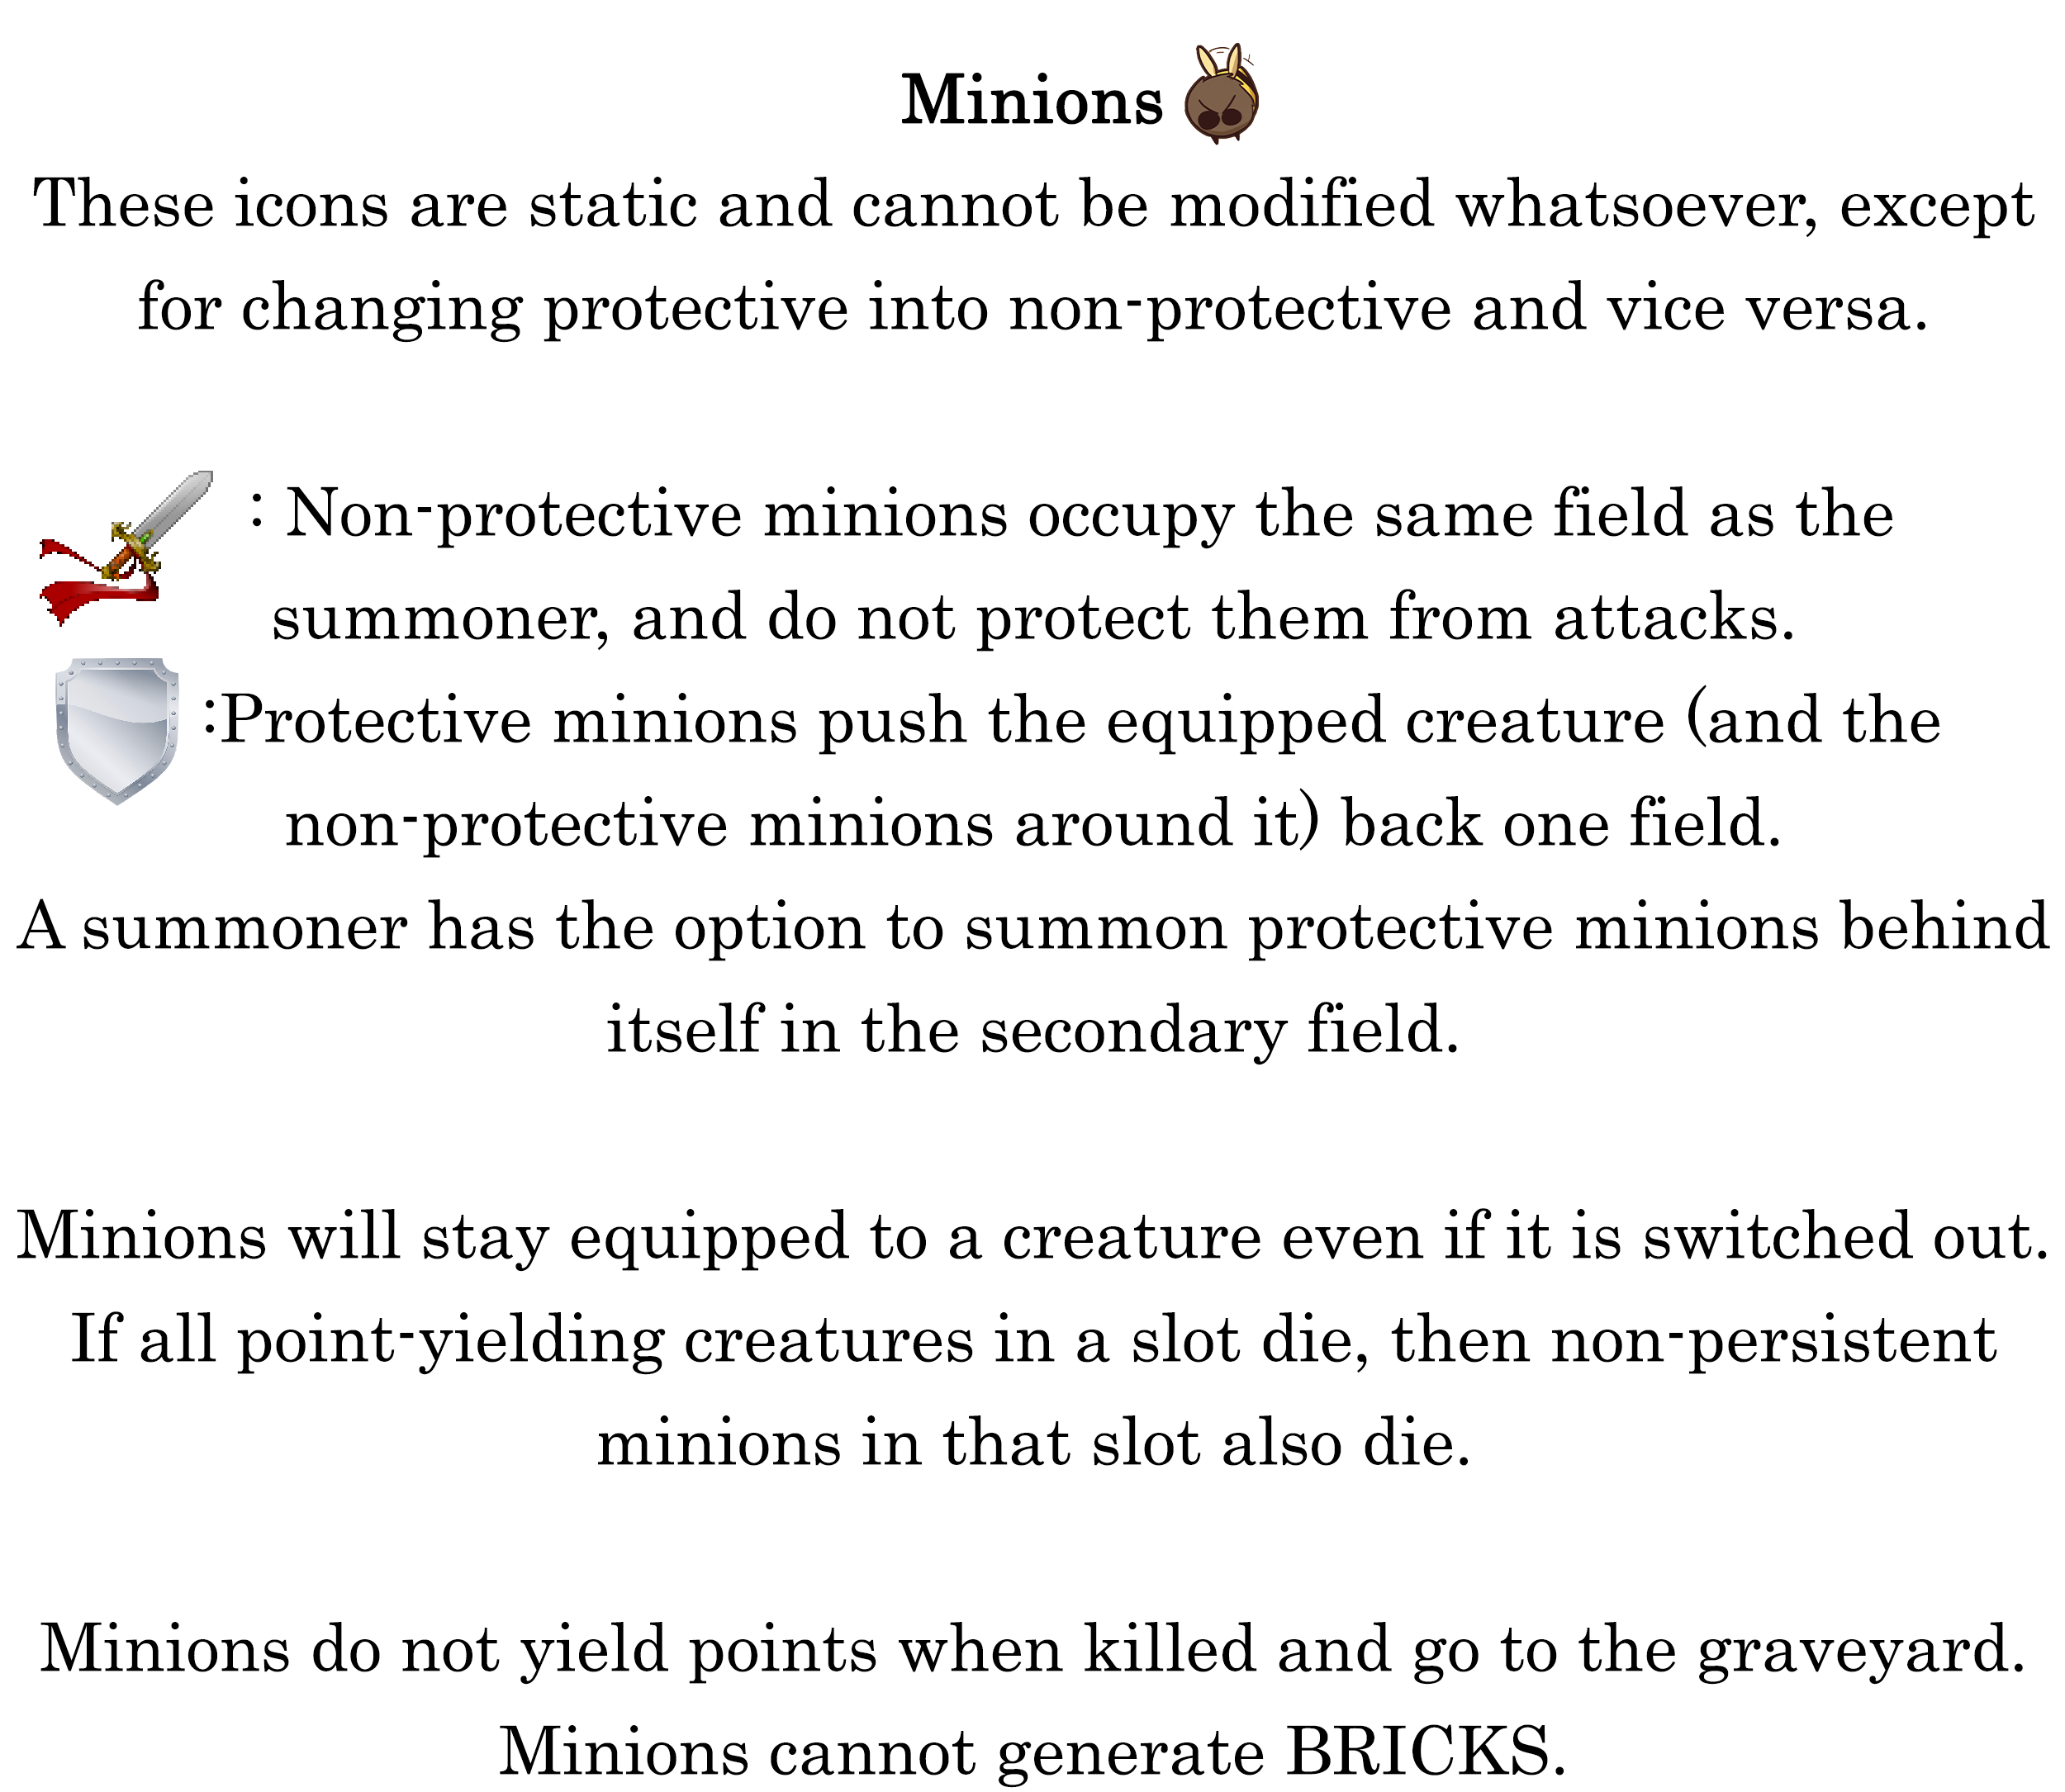 Minions
These icons are static and cannot be modified whatsoever, except
for changing protective into non-protective and vice versa.
: Non-protective minions occupy the same field as the
summoner, and do not protect them from attacks.
:Protective minions push the equipped creature (and the
non-protective minions around it) back one field.
A summoner has the option to summon protective minions behind
itself in the secondary field.
Minions will stay equipped to a creature even if it is switched out.
If all point-yielding creatures in a slot die, then non-persistent
minions in that slot also die.
Minions do not yield points when killed and go to the graveyard.
Minions cannot generate BRICKS.